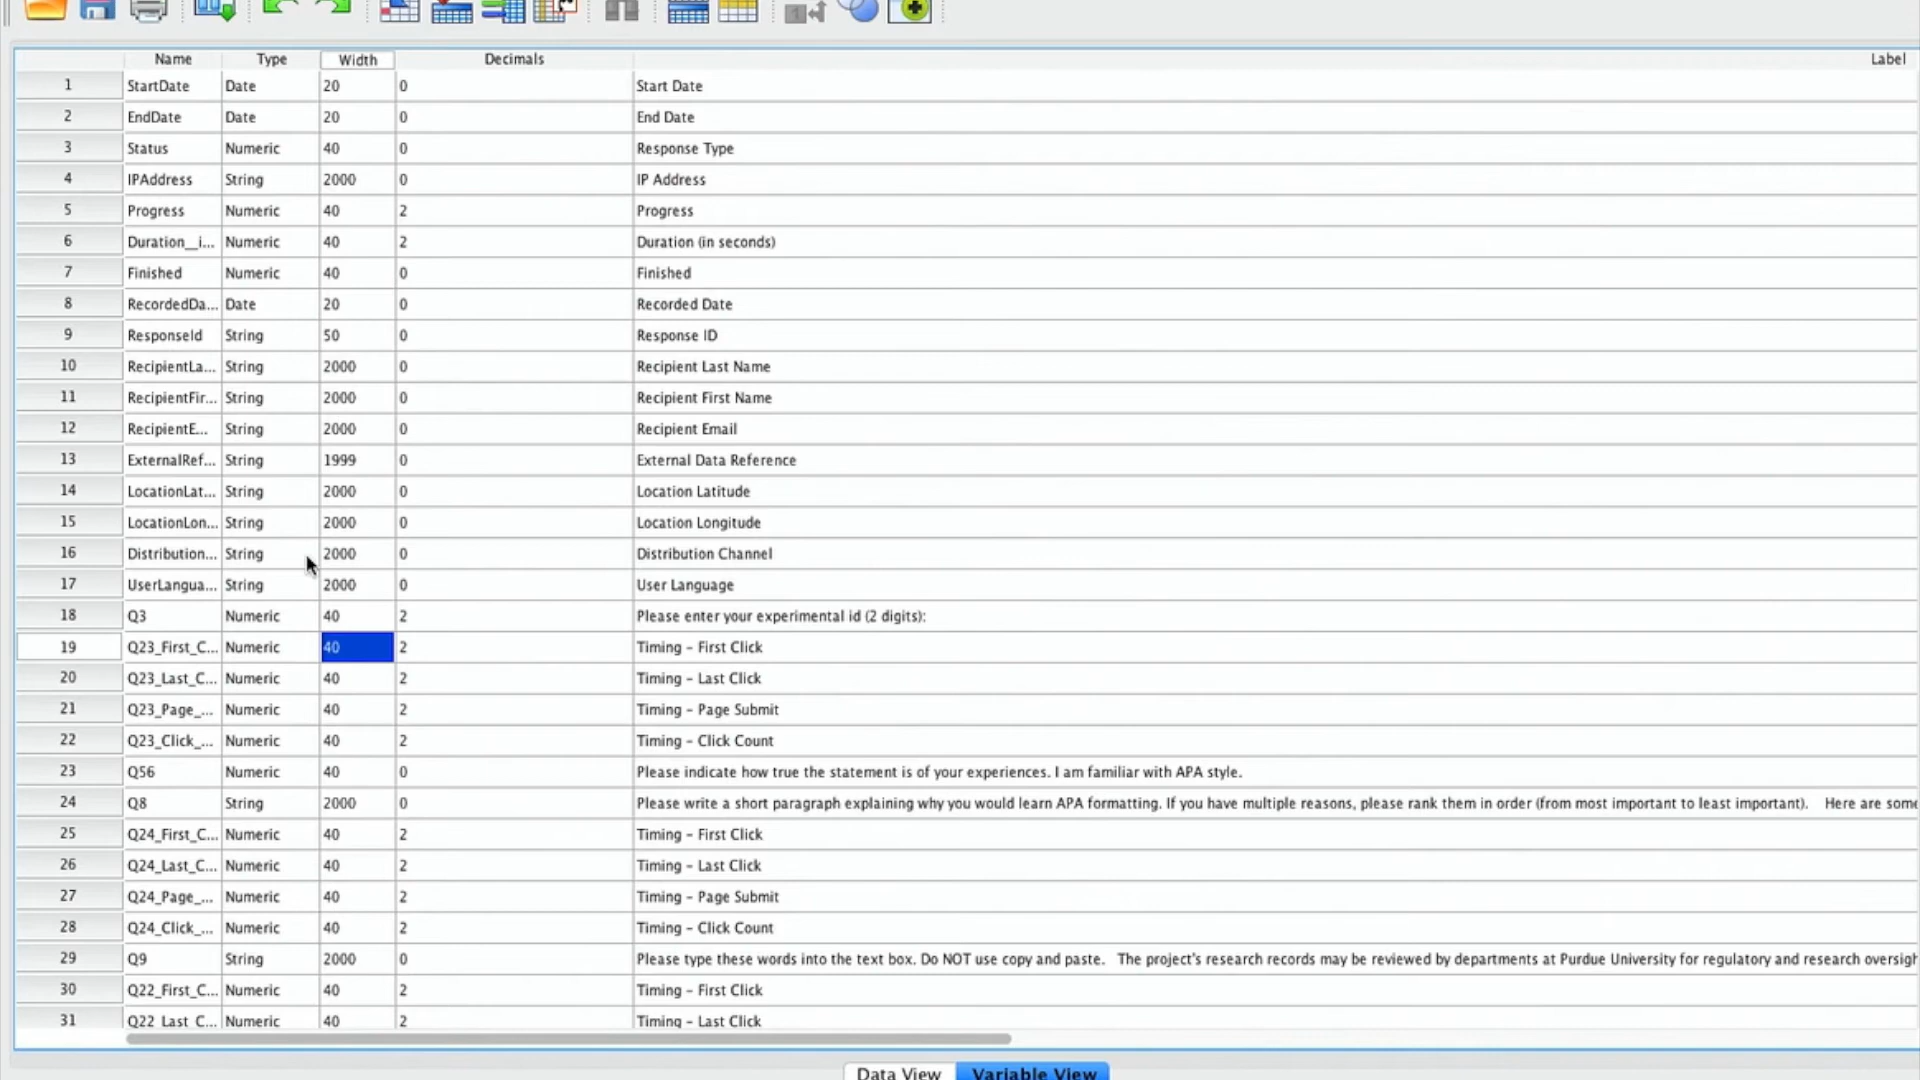 Name Type Width Decimals Label
1 StartDate Date 20 0 Start Date
2 EndDate Date 20 0 End Date
3 Status Numeric 40 0 Response Type
4 IPAddress String 2000 0 IP Address
5 Progress Numeric 40 2 Progress
6 Duration__i... Numeric 40 2 Duration (in seconds)
7 Finished Numeric 40 0 Finished
8 RecordedDa... Date 20 0 Recorded Date
9 ResponseId String 50 0 Response ID
10 RecipientLa... String 2000 0 Recipient Last Name
11 RecipientFir... String 2000 0 Recipient First Name
12 RecipientE... String 2000 0 Recipient Email
13 ExternalRef... String 1999 0 External Data Reference
14 LocationLat... String 2000 0 Location Latitude
15 LocationLon... String 2000 0 Location Longitude
16 Distribution... String 2000 0 Distribution Channel
17 UserLangua... String 2000 0 User Language
18 Q3 Numeric 40 2 Please enter your experimental id (2 digits):
19 Q23_First_C... Numeric 40 2 Timing - First Click
20 Q23_Last_C... Numeric 40 2 Timing - Last Click
21 Q23_Page_... Numeric 40 2 Timing - Page Submit
22 Q23_Click_... Numeric 40 2 Timing - Click Count
23 Q56 Numeric 40 0 Please indicate how true the statement is of your experiences. I am familiar with APA style.
24 Q8 String 2000 0 Please write a short paragraph explaining why you would learn APA formatting. If you have multiple reasons, please rank them in order (from most important to least important). Here are some
25 Q24_First_C... Numeric 40 2 Timing - First Click
26 Q24_Last_C... Numeric 40 2 Timing - Last Click
27 Q24_Page_... Numeric 40 2 Timing - Page Submit
28 Q24_Click_... Numeric 40 2 Timing - Click Count
29 Q9 String 2000 0 Please type these words into the text box. Do NOT use copy and paste. The project's research records may be reviewed by departments at Purdue University for regulatory and research oversigh
30 Q22_First_C... Numeric 40 2 Timing - First Click
31 Q22_Last_C... Numeric 40 2 Timing - Last Click
Data View Variable View